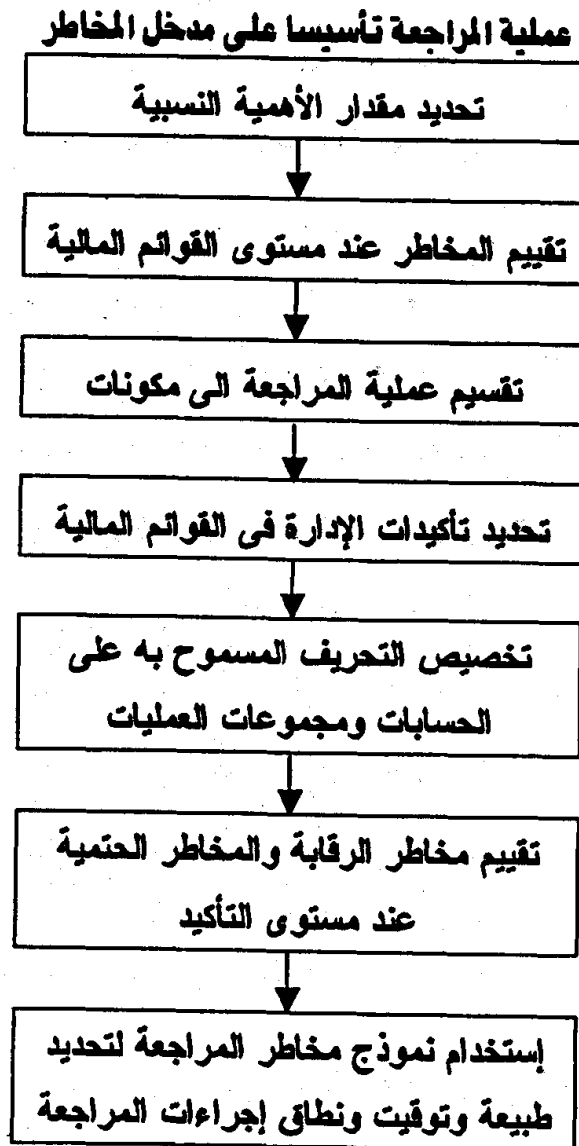 عملية المراجعة تأسيسا على مدخل المخاطر
تحديد مقدار الأهمية النسبية
تقييم المخاطر عند مستوى القوائم المالية
تقسيم عملية المراجعة الى مكونات
تحديد تأكيدات الإدارة فى القوائم المالية
تخصيص التحريف المسموح به على
الحسابات ومجموعات العمليات
تقييم مخاطر الرقابة والمخاطر الحتمية
عند مستوى التأكيد
إستخدام نموذج مخاطر المراجعة لتحديد
طبيعة وتوقيت ونطاق إجراءات المراجعة